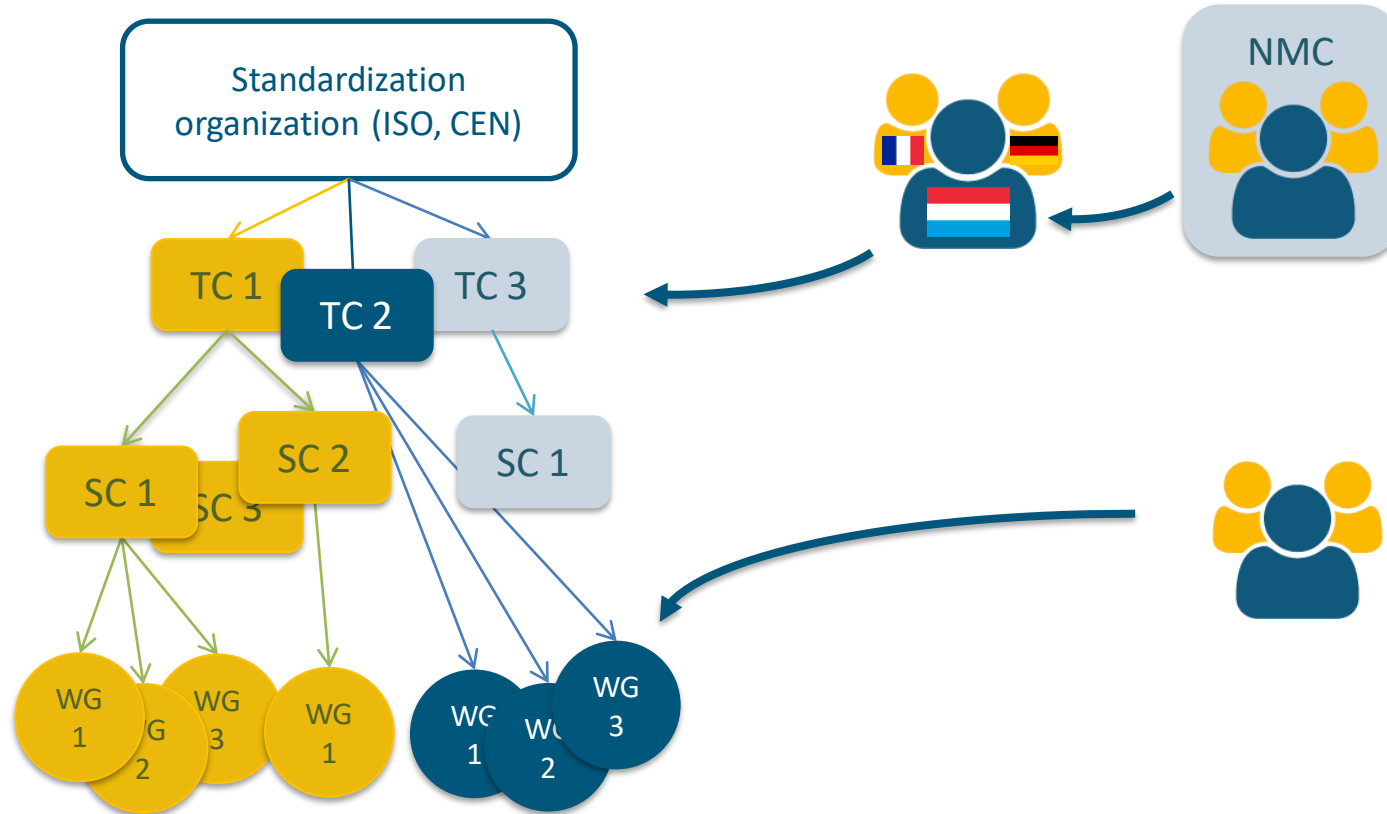 Standardization
organization (ISO, CEN)
NMC
TC 1
TC 2
TC 3
SC 1
SC 3
SC 2
SC 1
WG
1
WG
2
WG
3
WG
1
WG
1
WG
2
WG
3